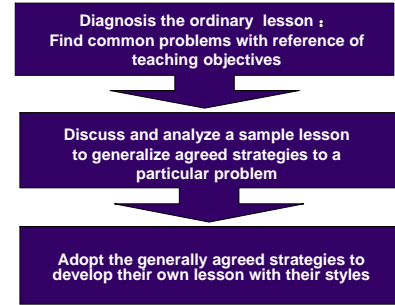 Diagnosis the ordinary lesson：
Find common problems with reference of
teaching objectives
Discuss and analyze a sample lesson
to generalize agreed strategies to a
particular problem
Adopt the generally agreed strategies to
develop their own lesson with their styles